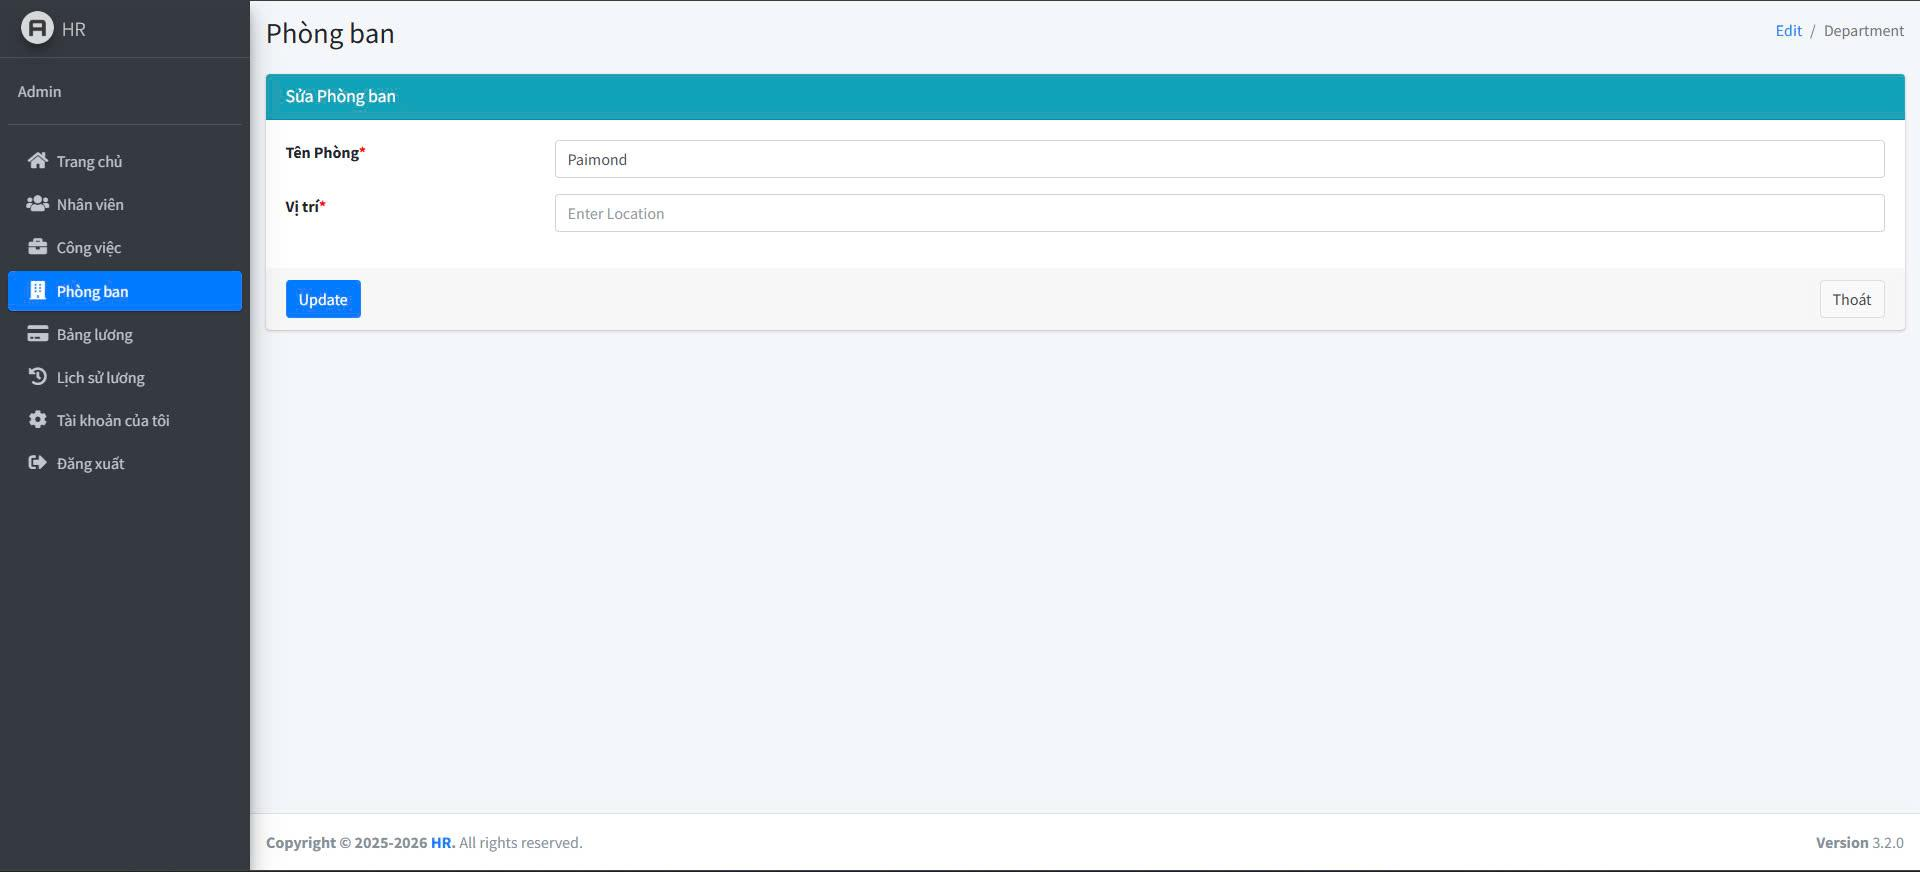 HR
Admin
Trang chủ
Nhân viên
Công việc
Phòng ban
Bảng lương
Lịch sử lương
Tài khoản của tôi
Đăng xuất
Phòng ban
Edit / Department
Sửa Phòng ban
Tên Phòng*
Paimond
Vị trí*
Enter Location
Update
Thoát
Copyright © 2025-2026 HR. All rights reserved.
Version 3.2.0